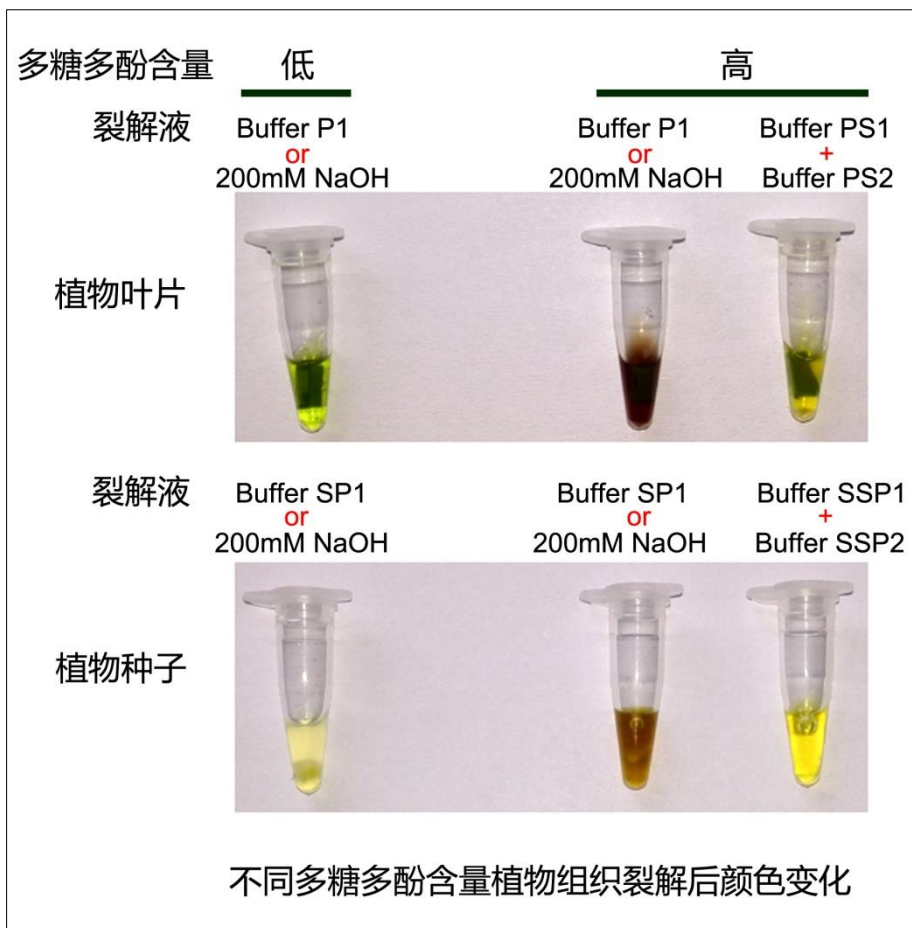 多糖多酚含量 低 高
裂解液 Buffer P1 Buffer P1 Buffer PS1
or or +
200mM NaOH 200mM NaOH Buffer PS2
植物叶片
裂解液 Buffer SP1 Buffer SP1 Buffer SSP1
or or +
200mM NaOH 200mM NaOH Buffer SSP2
植物种子
不同多糖多酚含量植物组织裂解后颜色变化